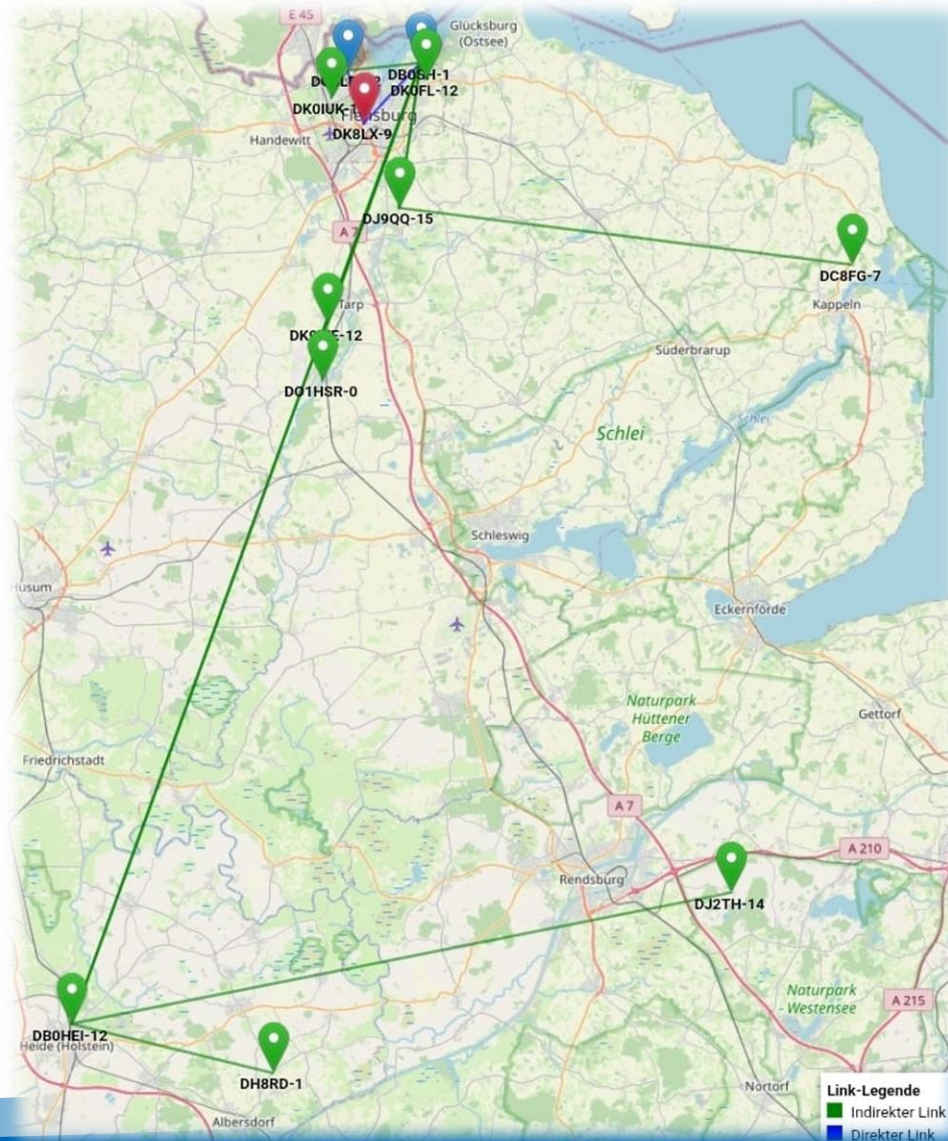 E 45
Glücksburg
(Ostsee)
DB0SH-1
DK0FL-12
DK0IUK-1
Flensburg
DK8LX-9
Handewitt
DJ9QQ-15
A 7
DC8FG-7
Kappeln
Tarp
DO1HSR-0
Süderbrarup
Schlei
Schlei
Schleswig
Husum
Eckernförde
Naturpark
Hüttener
Berge
Gettorf
Friedrichstadt
A 7
A 210
Rendsburg
DJ2TH-14
Naturpark
- Westensee
A 215
DB0HEI-12
Heide (Holstein)
DH8RD-1
Nortorf
Albersdorf
Link-Legende
Indirekter Link
Direkter Link